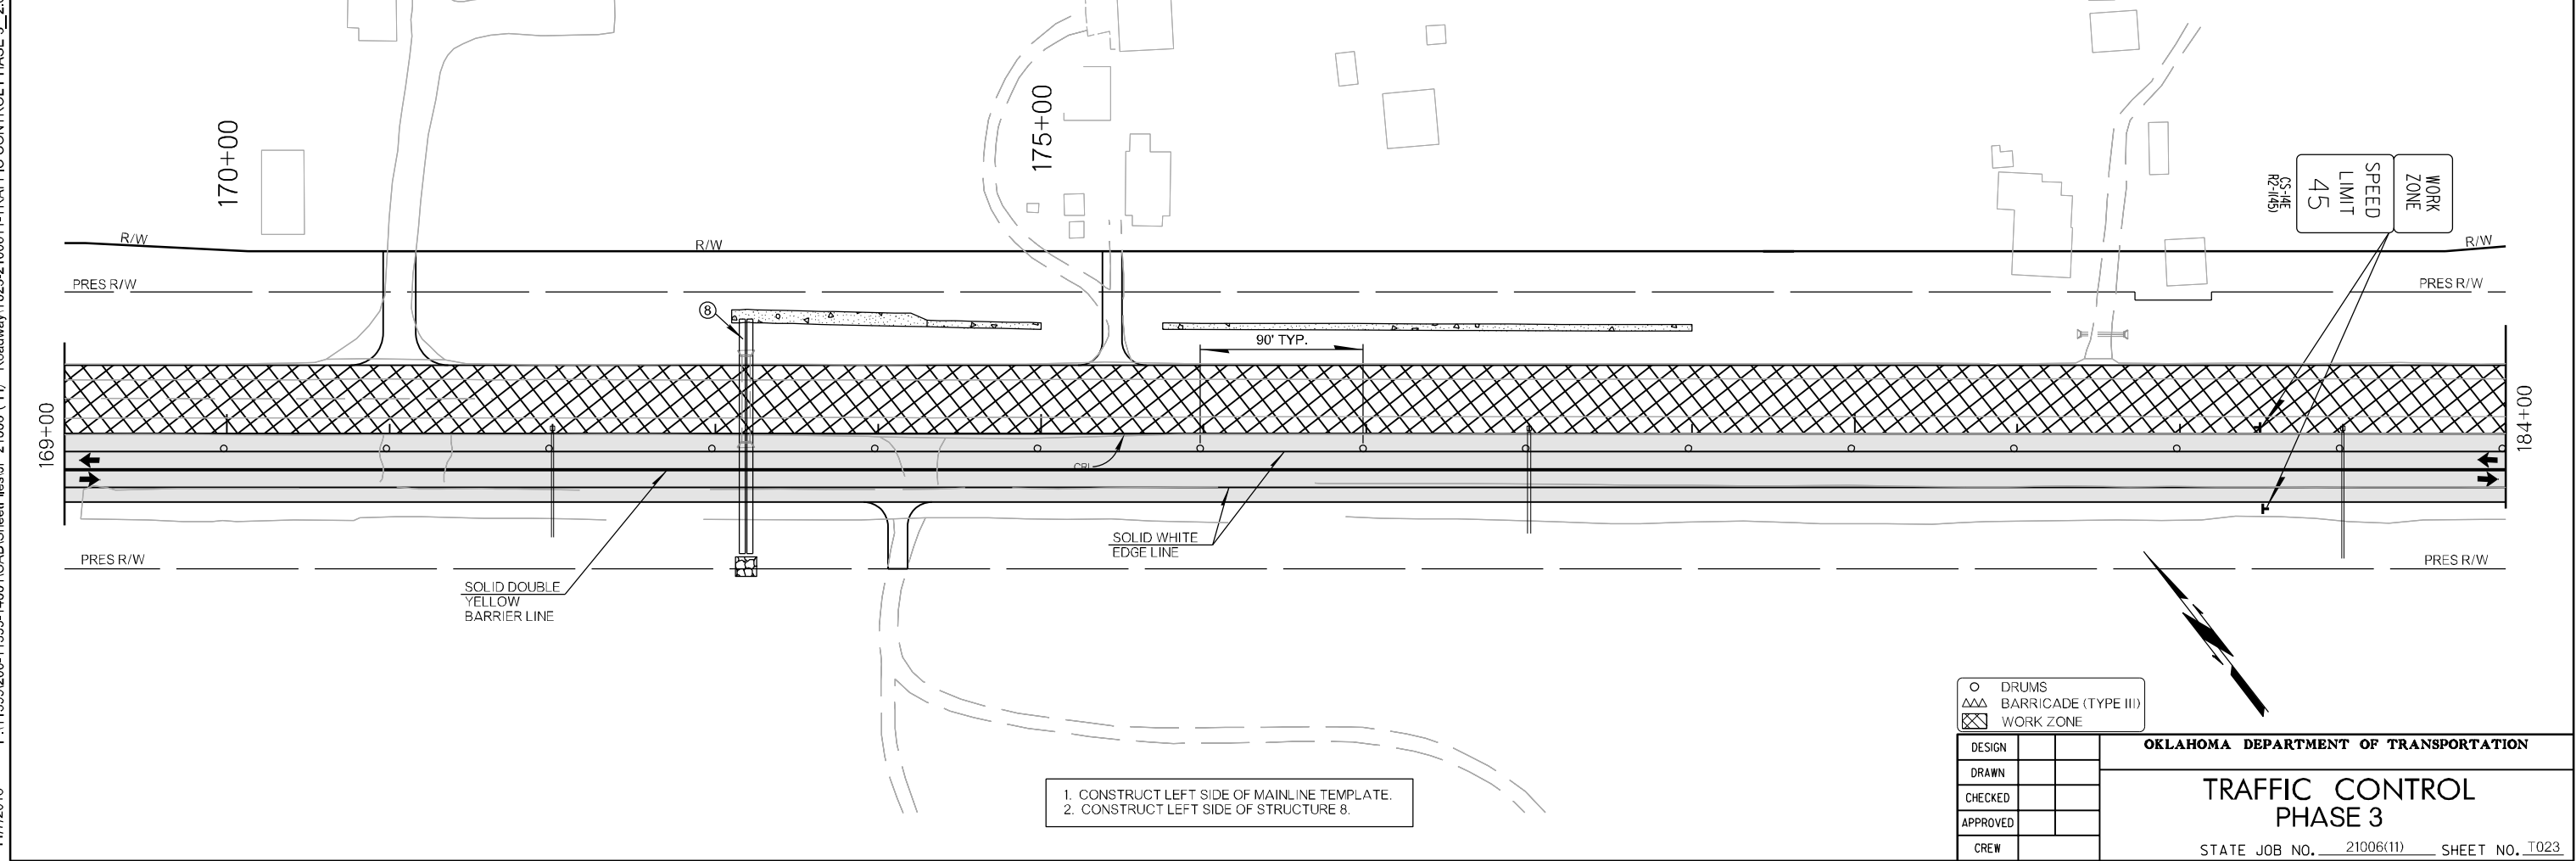 170+00
175+00
WORK
ZONE
SPEED
LIMIT
45
CS-14E
R2-1(45)
R/W
R/W
R/W
PRES R/W
PRES R/W
8
90' TYP.
169+00
184+00
CRL
SOLID WHITE
EDGE LINE
PRES R/W
PRES R/W
SOLID DOUBLE
YELLOW
BARRIER LINE
DRUMS
BARRICADE (TYPE III)
WORK ZONE
1. CONSTRUCT LEFT SIDE OF MAINLINE TEMPLATE.
2. CONSTRUCT LEFT SIDE OF STRUCTURE 8.
DESIGN
DRAWN
CHECKED
APPROVED
CREW
OKLAHOMA DEPARTMENT OF TRANSPORTATION
TRAFFIC CONTROL
PHASE 3
STATE JOB NO. 21006(11) SHEET NO. T023